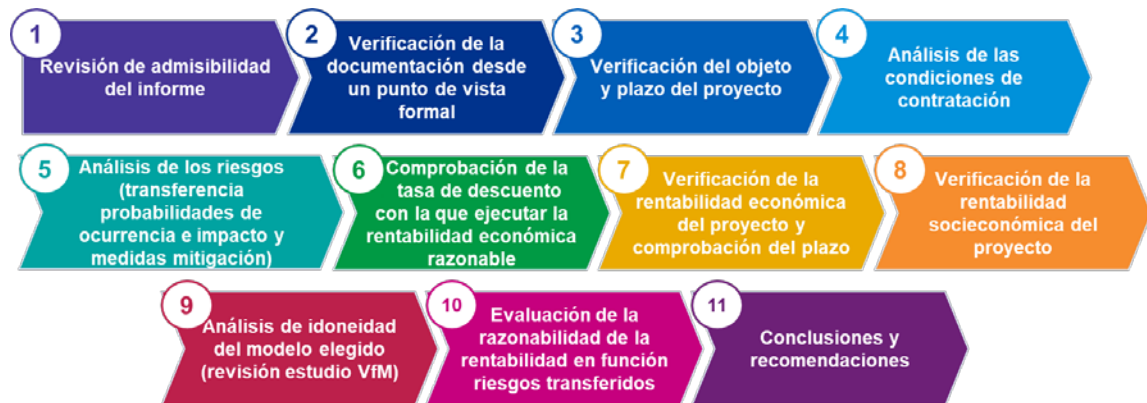 1
Revisión de admisibilidad
del informe
2
Verificación de la
documentación desde
un punto de vista
formal
3
Verificación del objeto
y plazo del proyecto
4
Análisis de las
condiciones de
contratación
5
Análisis de los riesgos
(transferencia
probabilidades de
ocurrencia e impacto y
medidas mitigación)
6
Comprobación de la
tasa de descuento
con la que ejecutar la
rentabilidad económica
razonable
7
Verificación de la
rentabilidad económica
del proyecto y
comprobación del plazo
8
Verificación de la
rentabilidad
socieconómica del
proyecto
9
Análisis de idoneidad
del modelo elegido
(revisión estudio VfM)
10
Evaluación de la
razonabilidad de la
rentabilidad en función
riesgos transferidos
11
Conclusiones y
recomendaciones